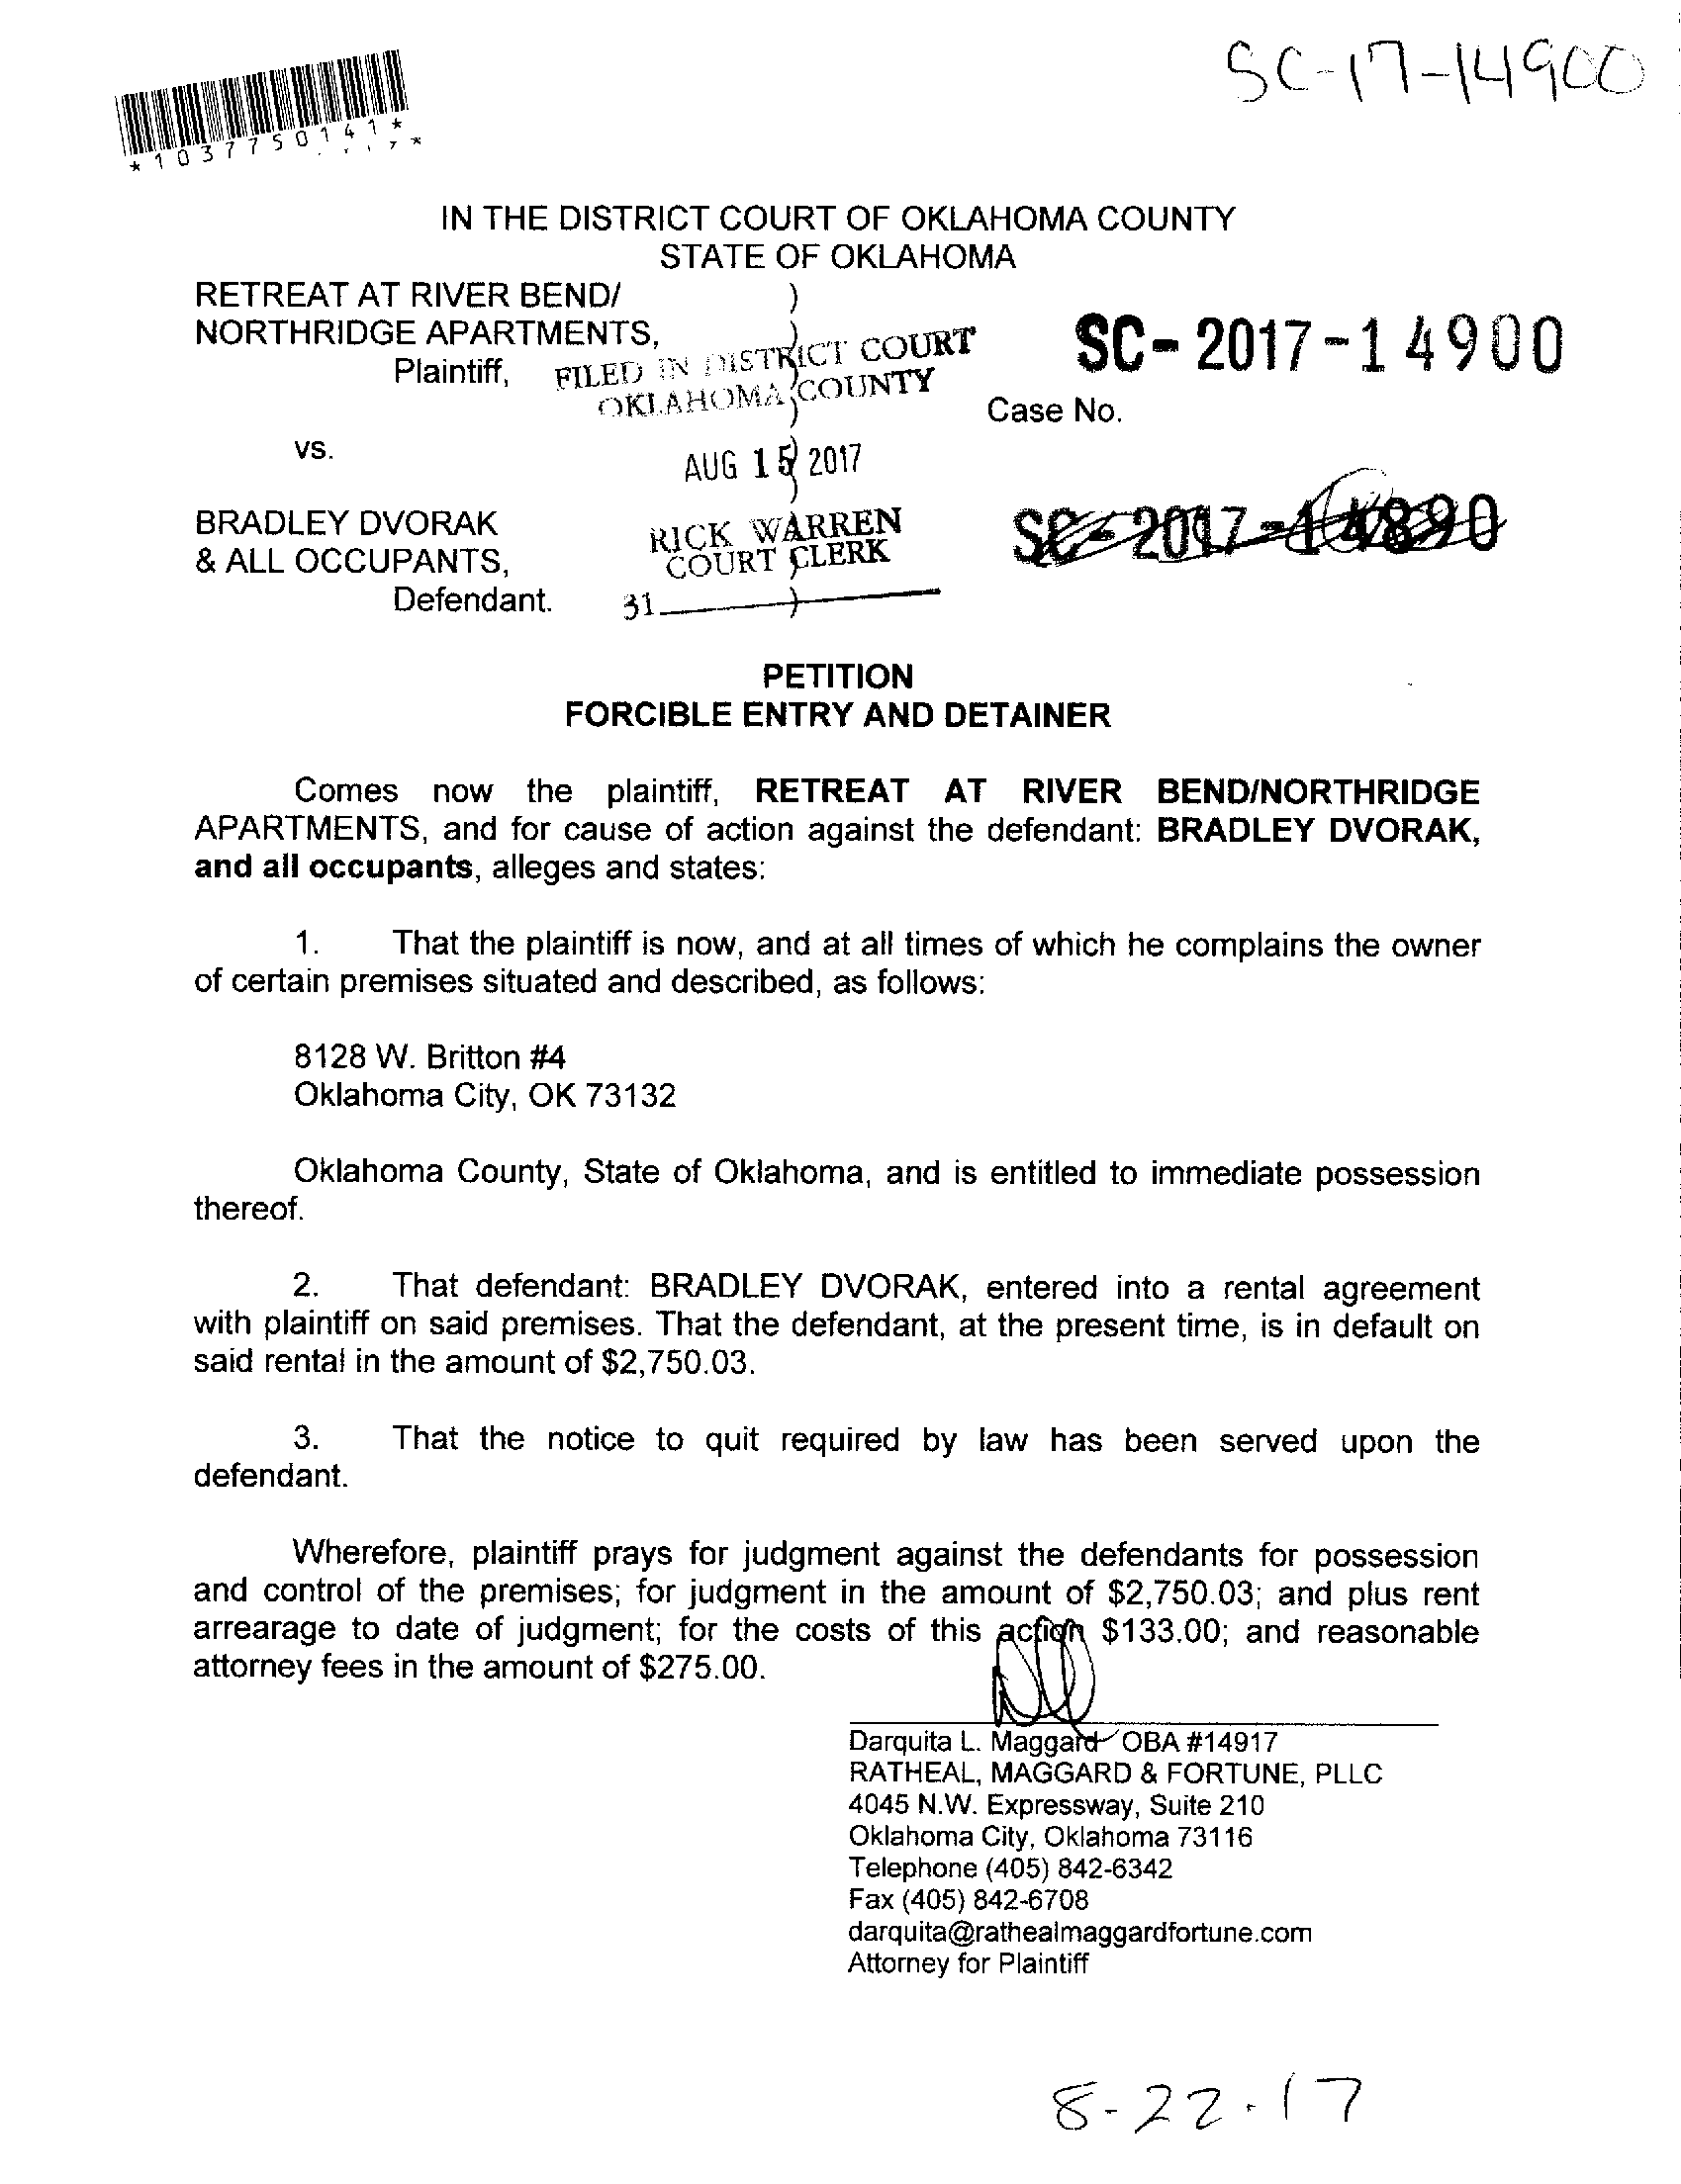 SC-17-14900
*1037750141*
IN THE DISTRICT COURT OF OKLAHOMA COUNTY
STATE OF OKLAHOMA
RETREAT AT RIVER BEND/ )
NORTHRIDGE APARTMENTS, )
Plaintiff,
FILED IN DISTRICT COURT
OKLAHOMA COUNTY
SC-2017-14900
Case No.
vs.
AUG 15 2017
BRADLEY DVORAK
& ALL OCCUPANTS,
Defendant.
RICK WARREN
COURT CLERK
31
SC-2017-14890
PETITION
FORCIBLE ENTRY AND DETAINER
Comes now the plaintiff, RETREAT AT RIVER BEND/NORTHRIDGE
APARTMENTS, and for cause of action against the defendant: BRADLEY DVORAK,
and all occupants, alleges and states:
1. That the plaintiff is now, and at all times of which he complains the owner
of certain premises situated and described, as follows:
8128 W. Britton #4
Oklahoma City, OK 73132
Oklahoma County, State of Oklahoma, and is entitled to immediate possession
thereof.
2. That defendant: BRADLEY DVORAK, entered into a rental agreement
with plaintiff on said premises. That the defendant, at the present time, is in default on
said rental in the amount of $2,750.03.
3. That the notice to quit required by law has been served upon the
defendant.
Wherefore, plaintiff prays for judgment against the defendants for possession
and control of the premises; for judgment in the amount of $2,750.03; and plus rent
arrearage to date of judgment; for the costs of this action $133.00; and reasonable
attorney fees in the amount of $275.00.
Darquita L. Maggard OBA #14917
RATHEAL, MAGGARD & FORTUNE, PLLC
4045 N.W. Expressway, Suite 210
Oklahoma City, Oklahoma 73116
Telephone (405) 842-6342
Fax (405) 842-6708
darquita@rathealmaggardfortune.com
Attorney for Plaintiff
8-22-17